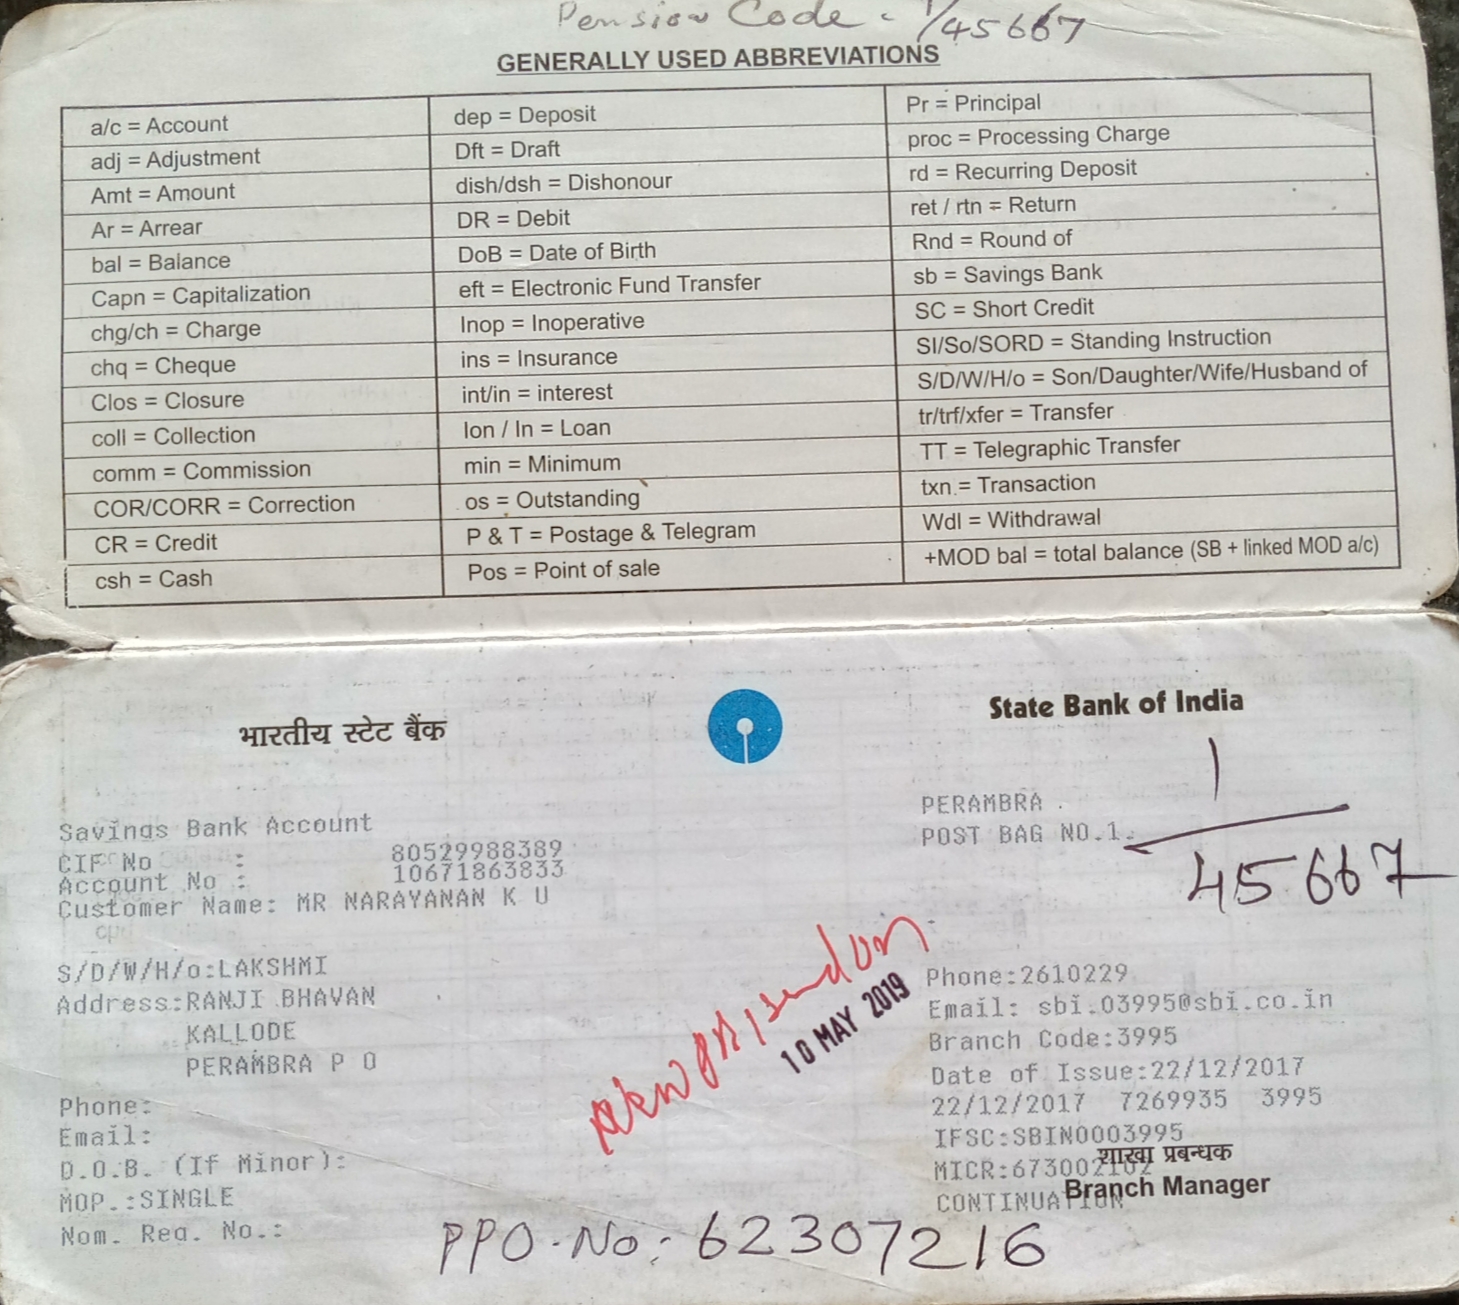 Pension Code - 1/45667
GENERALLY USED ABBREVIATIONS
a/c = Account
adj = Adjustment
Amt = Amount
Ar = Arrear
bal = Balance
Capn = Capitalization
chg/ch = Charge
chq = Cheque
Clos = Closure
coll = Collection
comm = Commission
COR/CORR = Correction
CR = Credit
csh = Cash
dep = Deposit
Dft = Draft
dish/dsh = Dishonour
DR = Debit
DoB = Date of Birth
eft = Electronic Fund Transfer
Inop = Inoperative
ins = Insurance
int/in = interest
lon / ln = Loan
min = Minimum
os = Outstanding
P & T = Postage & Telegram
Pos = Point of sale
Pr = Principal
proc = Processing Charge
rd = Recurring Deposit
ret / rtn = Return
Rnd = Round of
sb = Savings Bank
SC = Short Credit
SI/So/SORD = Standing Instruction
S/D/W/H/o = Son/Daughter/Wife/Husband of
tr/trf/xfer = Transfer
TT = Telegraphic Transfer
txn = Transaction
Wdl = Withdrawal
+MOD bal = total balance (SB + linked MOD a/c)
भारतीय स्टेट बैंक
State Bank of India
Savings Bank Account
CIF No : 80529988389
Account No : 10671863833
Customer Name: MR NARAYANAN K U
S/D/W/H/o:LAKSHMI
Address:RANJI BHAVAN
KALLODE
PERAMBRA P O
Phone:
Email:
D.O.B. (If Minor):
MOP.:SINGLE
Nom. Reg. No.:
PERAMBRA
POST BAG NO.1
1
45667
10 MAY 2019
Phone:2610229
Email: sbi.03995@sbi.co.in
Branch Code:3995
Date of Issue:22/12/2017
22/12/2017 7269935 3995
IFSC:SBIN0003995
MICR:673002102
शाखा प्रबन्धक
CONTINUATION
Branch Manager
PPO.No: 62307216